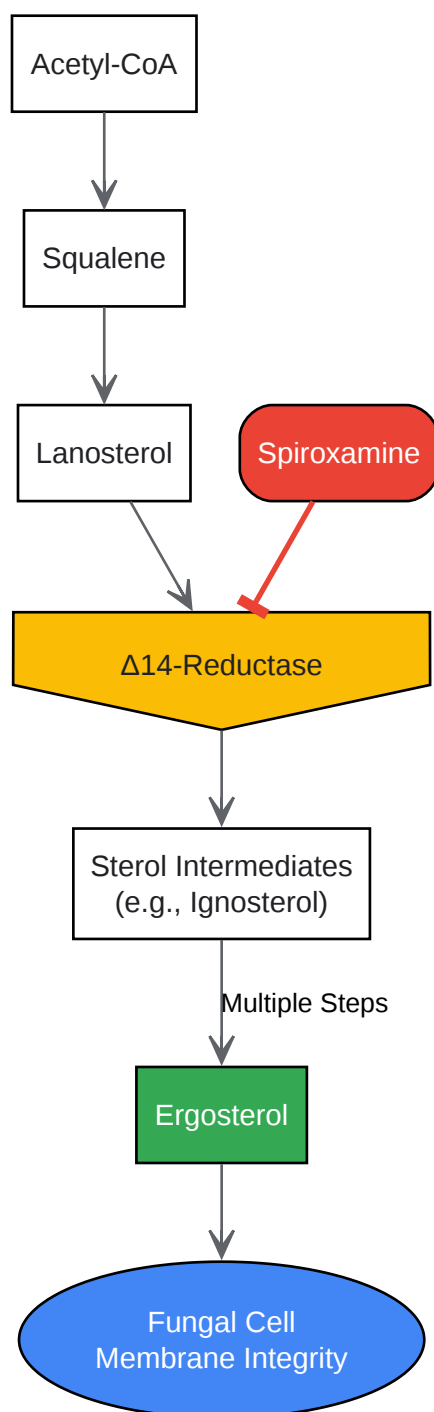 Acetyl-CoA
Squalene
Lanosterol
Spiroxamine
Δ14-Reductase
Sterol Intermediates
(e.g., Ignosterol)
Multiple Steps
Ergosterol
Fungal Cell
Membrane Integrity